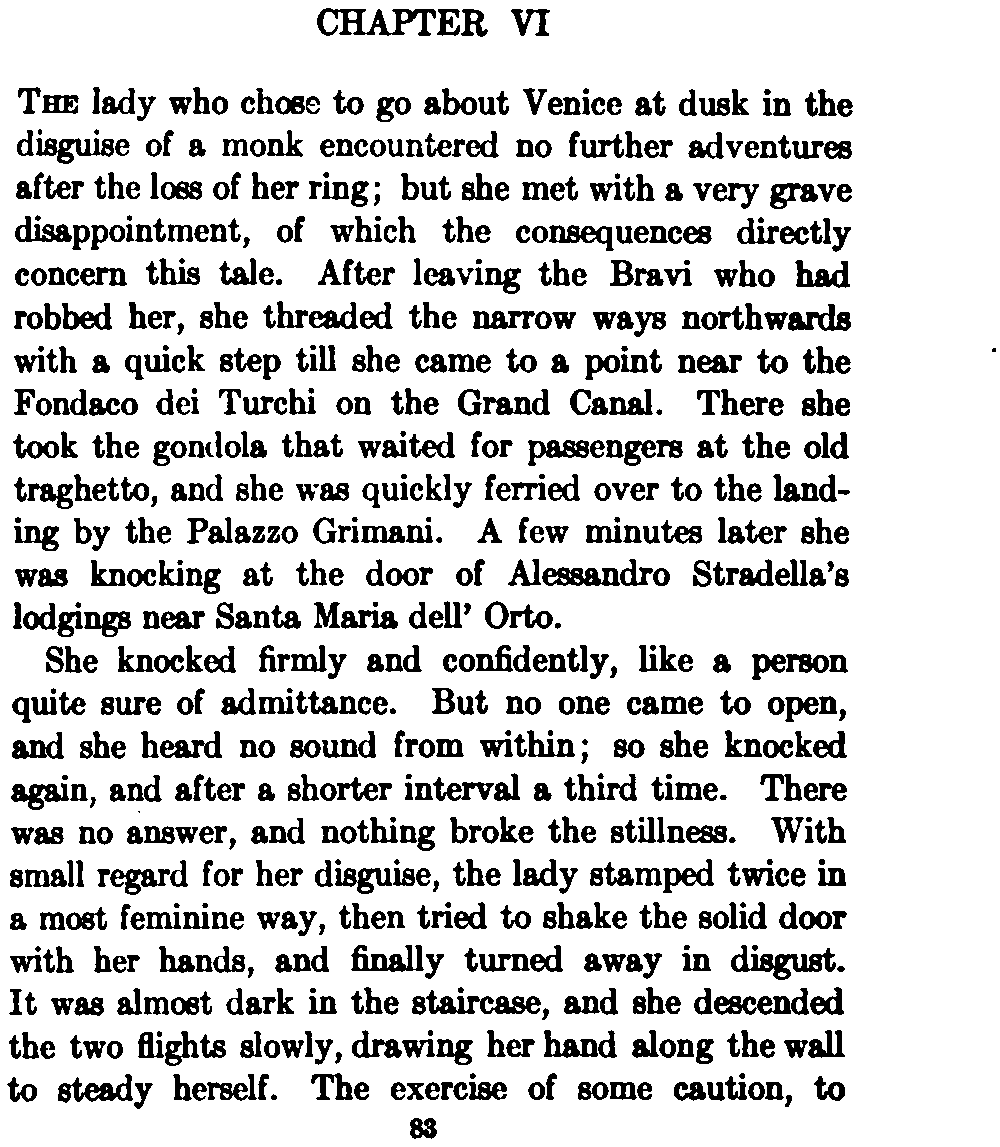 CHAPTER VI
THE lady who chose to go about Venice at dusk in the
disguise of a monk encountered no further adventures
after the loss of her ring; but she met with a very grave
disappointment, of which the consequences directly
concern this tale. After leaving the Bravi who had
robbed her, she threaded the narrow ways northwards
with a quick step till she came to a point near to the
Fondaco dei Turchi on the Grand Canal. There she
took the gondola that waited for passengers at the old
traghetto, and she was quickly ferried over to the land-
ing by the Palazzo Grimani. A few minutes later she
was knocking at the door of Alessandro Stradella's
lodgings near Santa Maria dell' Orto.
She knocked firmly and confidently, like a person
quite sure of admittance. But no one came to open,
and she heard no sound from within; so she knocked
again, and after a shorter interval a third time. There
was no answer, and nothing broke the stillness. With
small regard for her disguise, the lady stamped twice in
a most feminine way, then tried to shake the solid door
with her hands, and finally turned away in disgust.
It was almost dark in the staircase, and she descended
the two flights slowly, drawing her hand along the wall
to steady herself. The exercise of some caution, to
83